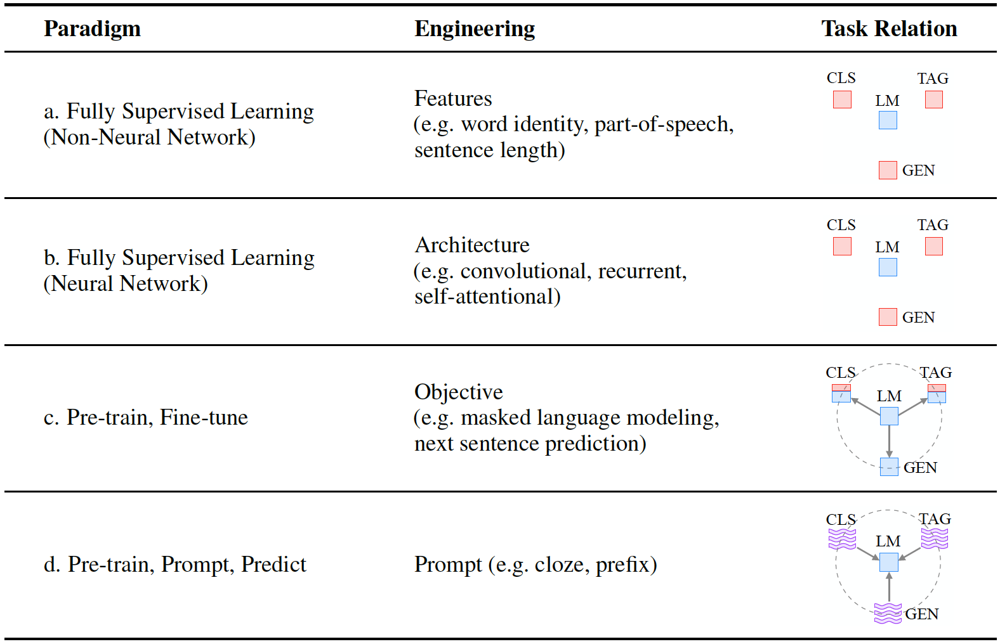 Paradigm Engineering Task Relation
a. Fully Supervised Learning
(Non-Neural Network)
Features
(e.g. word identity, part-of-speech,
sentence length)
CLS TAG
LM
GEN
b. Fully Supervised Learning
(Neural Network)
Architecture
(e.g. convolutional, recurrent,
self-attentional)
CLS TAG
LM
GEN
c. Pre-train, Fine-tune
Objective
(e.g. masked language modeling,
next sentence prediction)
CLS TAG
LM
GEN
d. Pre-train, Prompt, Predict
Prompt (e.g. cloze, prefix)
CLS TAG
LM
GEN